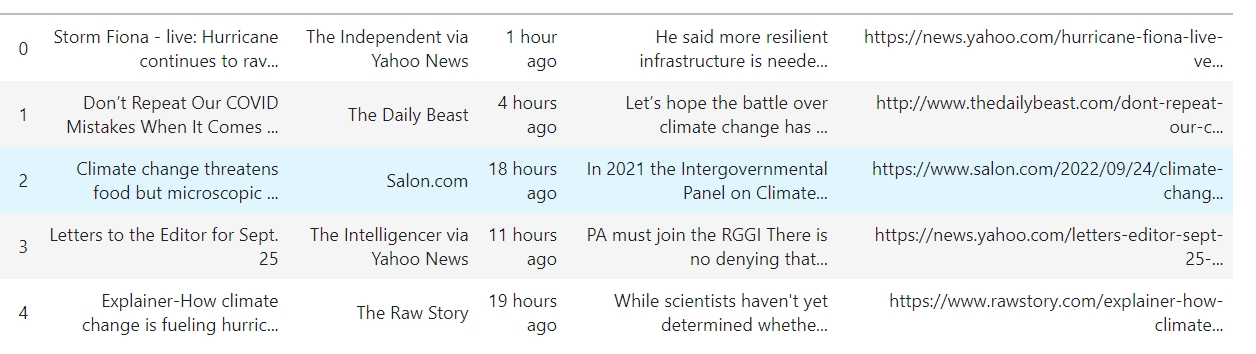 0 Storm Fiona - live: Hurricane continues to rav... The Independent via Yahoo News 1 hour ago He said more resilient infrastructure is neede... https://news.yahoo.com/hurricane-fiona-live-ve...
1 Don't Repeat Our COVID Mistakes When It Comes ... The Daily Beast 4 hours ago Let's hope the battle over climate change has ... http://www.thedailybeast.com/dont-repeat-our-c...
2 Climate change threatens food but microscopic ... Salon.com 18 hours ago In 2021 the Intergovernmental Panel on Climate... https://www.salon.com/2022/09/24/climate-chang...
3 Letters to the Editor for Sept. 25 The Intelligencer via Yahoo News 11 hours ago PA must join the RGGI There is no denying that... https://news.yahoo.com/letters-editor-sept-25-...
4 Explainer-How climate change is fueling hurric... The Raw Story 19 hours ago While scientists haven't yet determined whethe... https://www.rawstory.com/explainer-how-climate...